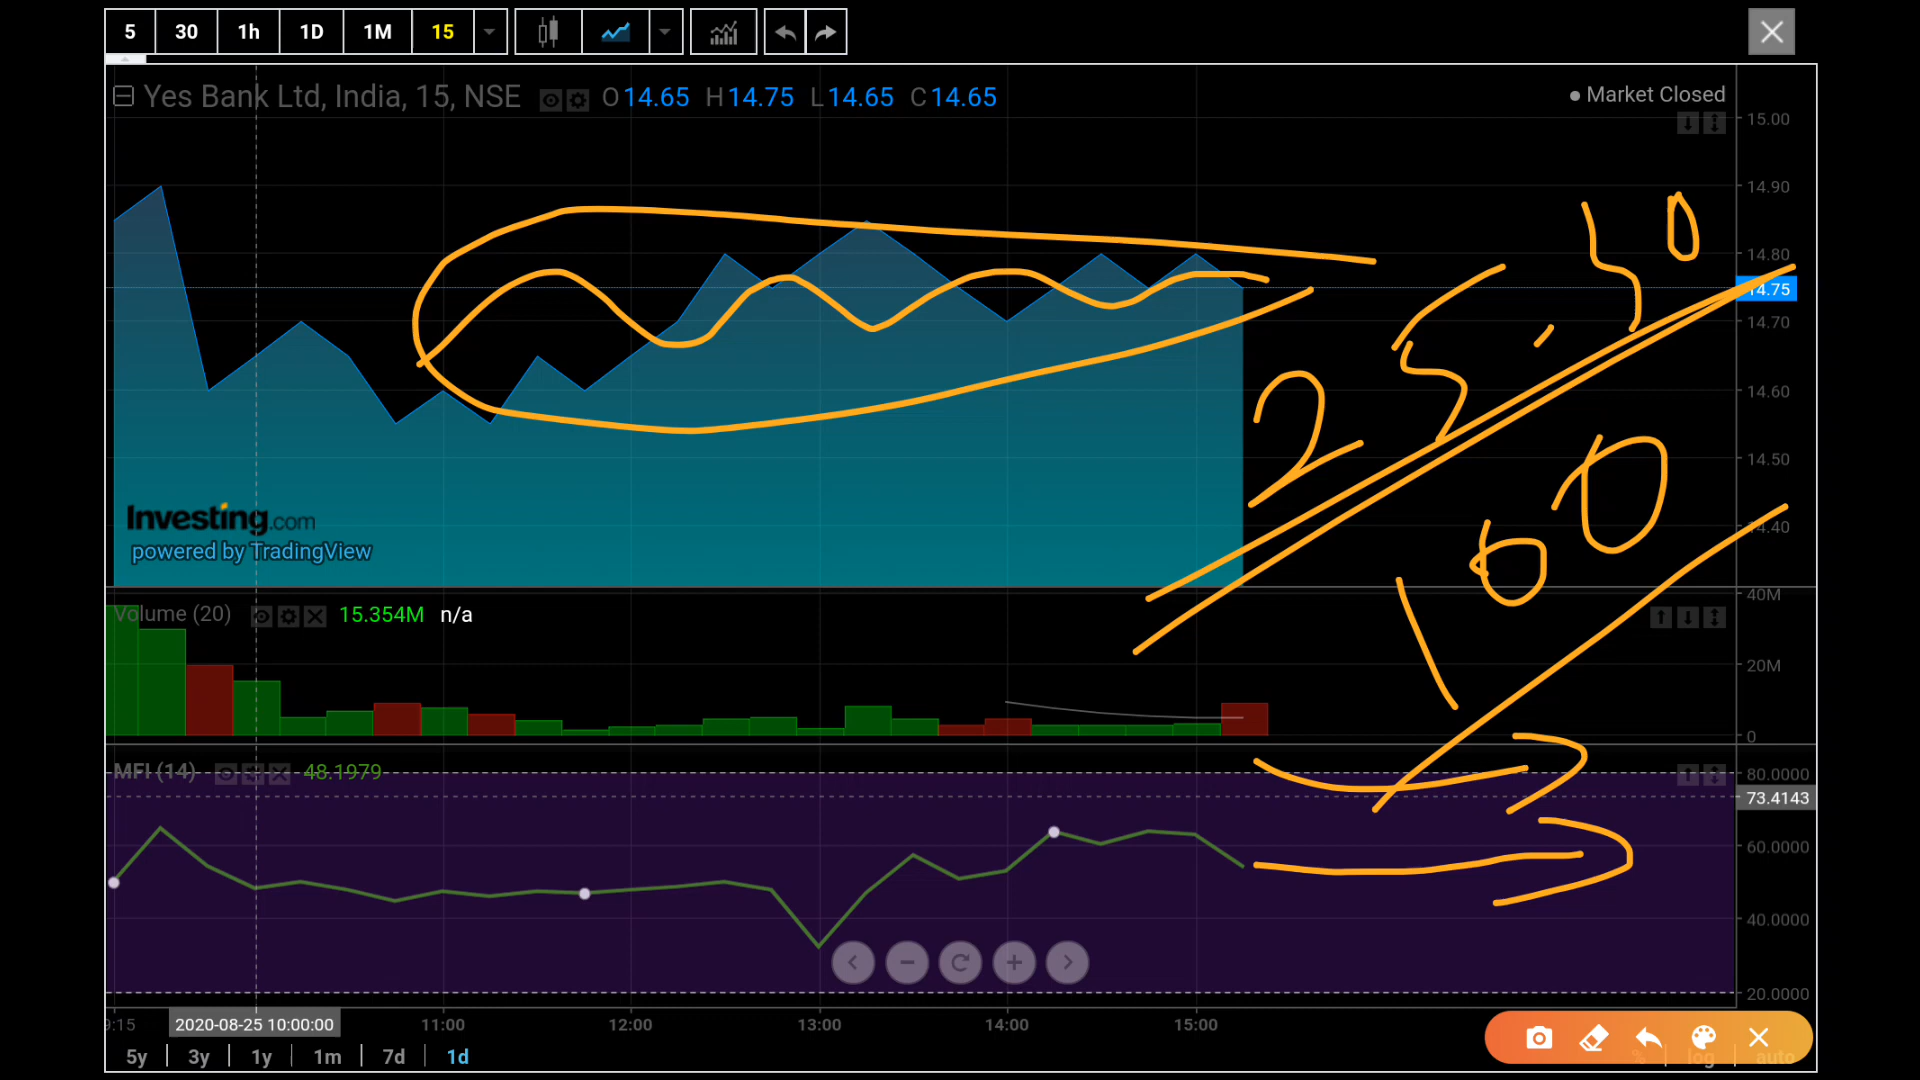 5 30 1h 1D 1M 15
Yes Bank Ltd, India, 15, NSE O14.65 H14.75 L14.65 C14.65
Market Closed
15.00
14.90
14.80
14.75
14.70
14.60
14.50
14.40
25.50
100
Investing.com
powered by TradingView
Volume (20) 15.354M n/a
40M
20M
0
MFI (14) 48.1979
80.0000
73.4143
60.0000
40.0000
20.0000
9:15 2020-08-25 10:00:00 11:00 12:00 13:00 14:00 15:00
5y 3y 1y 1m 7d 1d log auto